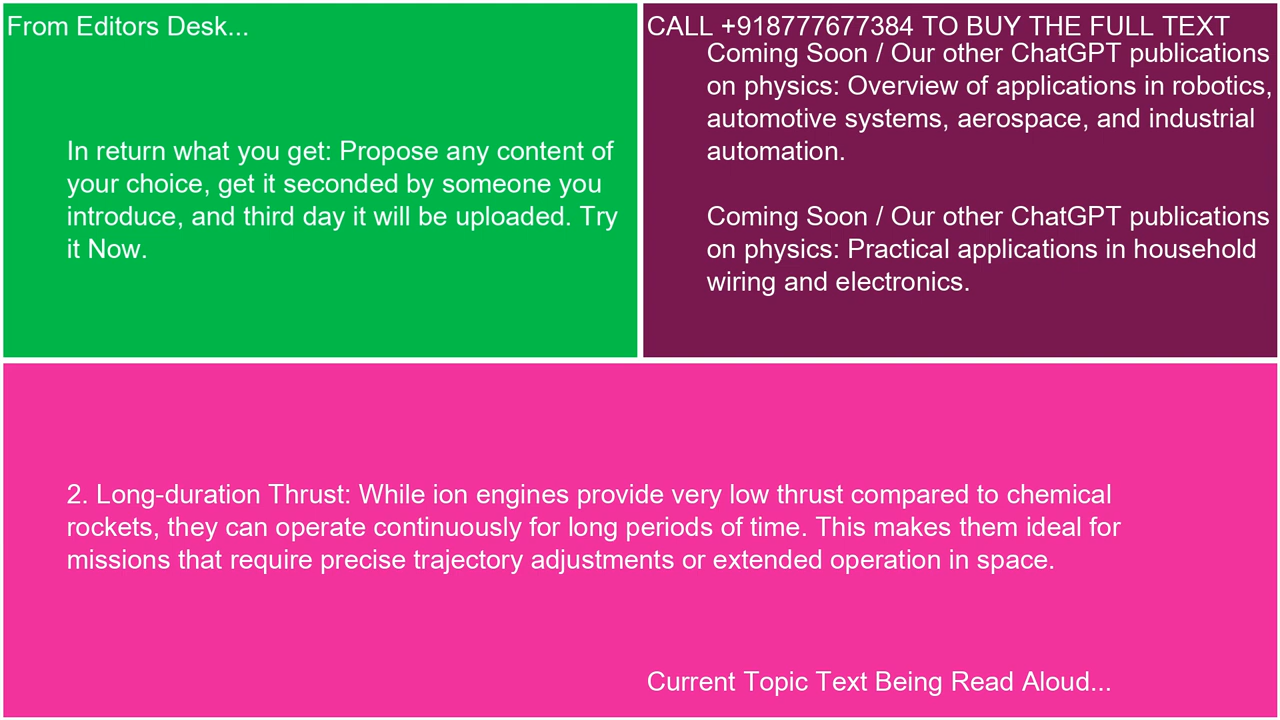 From Editors Desk...
In return what you get: Propose any content of
your choice, get it seconded by someone you
introduce, and third day it will be uploaded. Try
it Now.
CALL +918777677384 TO BUY THE FULL TEXT
Coming Soon / Our other ChatGPT publications
on physics: Overview of applications in robotics,
automotive systems, aerospace, and industrial
automation.
Coming Soon / Our other ChatGPT publications
on physics: Practical applications in household
wiring and electronics.
2. Long-duration Thrust: While ion engines provide very low thrust compared to chemical
rockets, they can operate continuously for long periods of time. This makes them ideal for
missions that require precise trajectory adjustments or extended operation in space.
Current Topic Text Being Read Aloud...